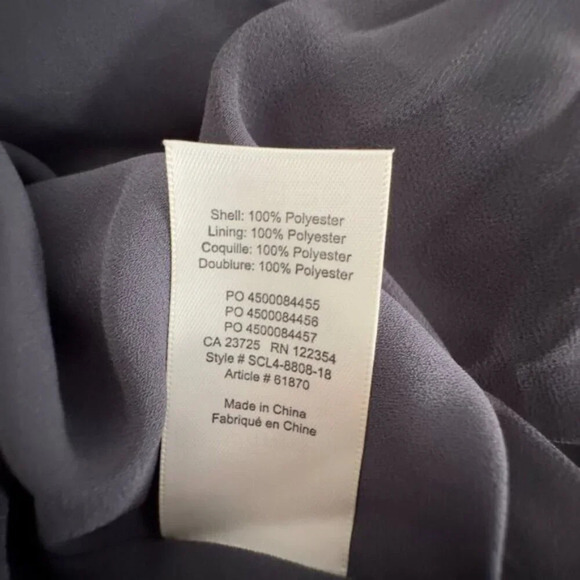 Shell: 100% Polyester
Lining: 100% Polyester
Coquille: 100% Polyester
Doublure: 100% Polyester
PO 4500084455
PO 4500084456
PO 4500084457
CA 23725 RN 122354
Style # SCL4-8808-18
Article # 61870
Made in China
Fabriqué en Chine